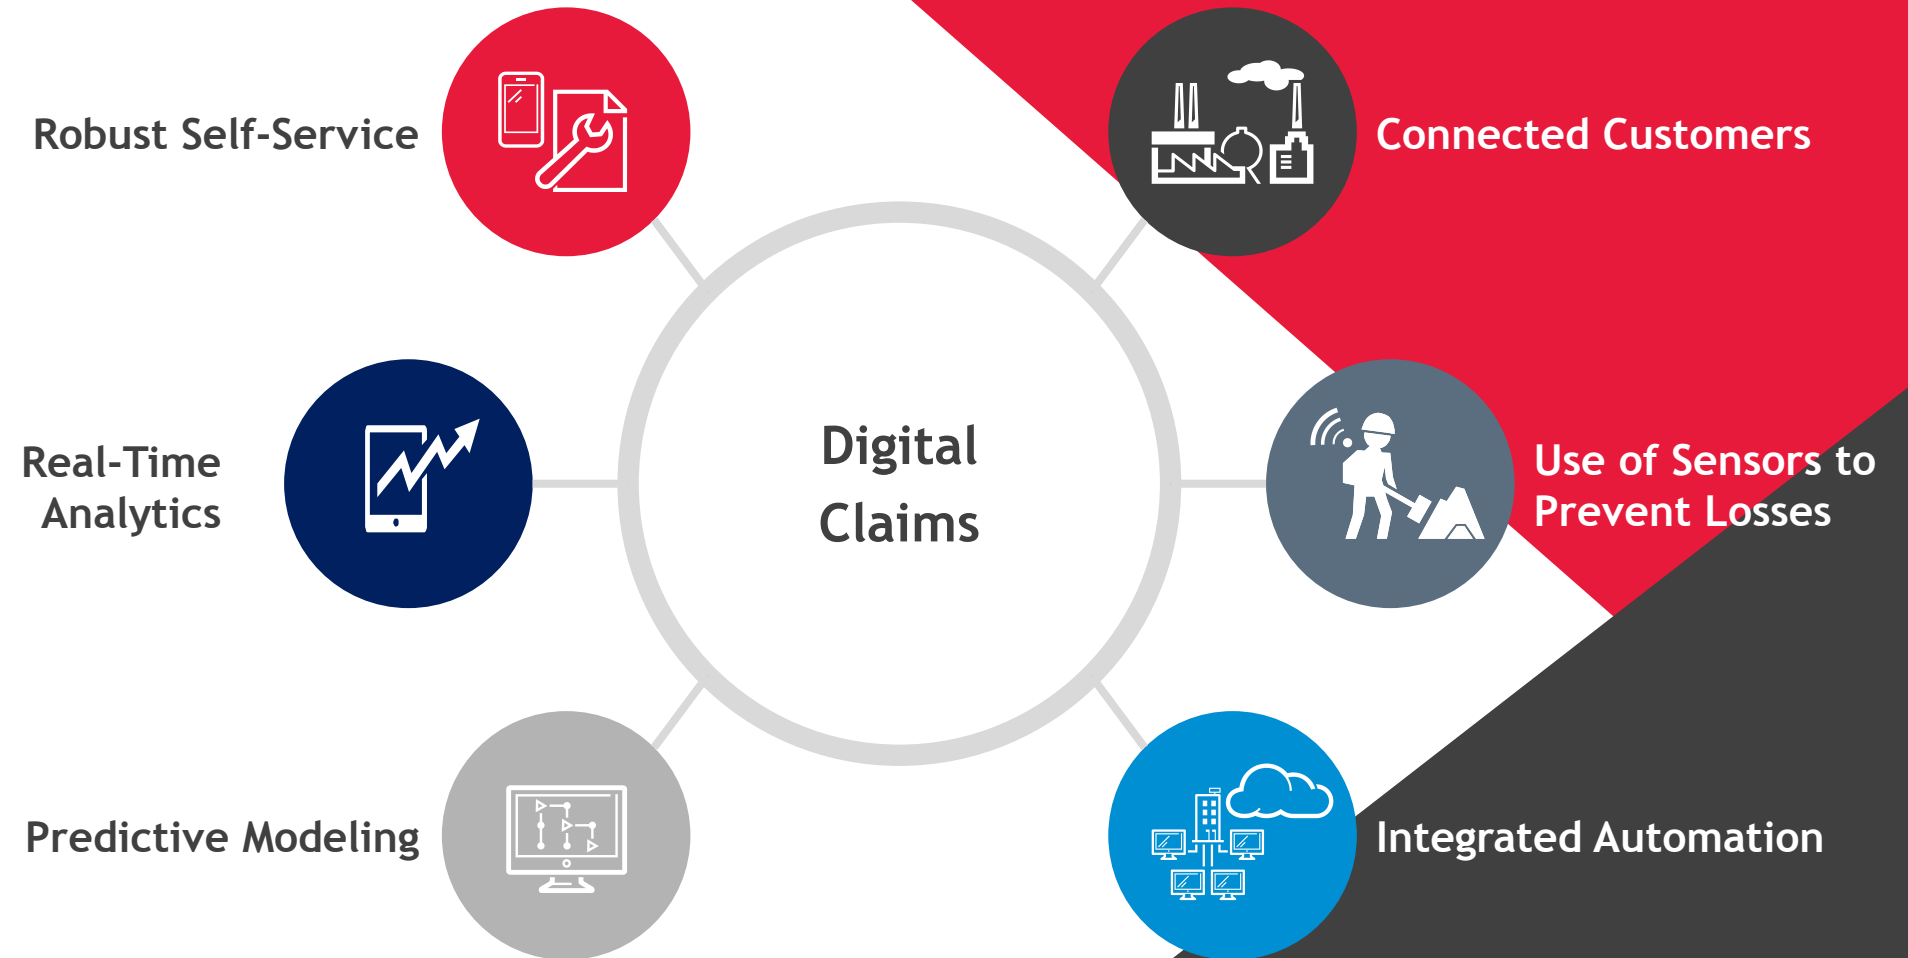 Robust Self-Service
Connected Customers
Real-Time
Analytics
Digital
Claims
Use of Sensors to
Prevent Losses
Predictive Modeling
Integrated Automation